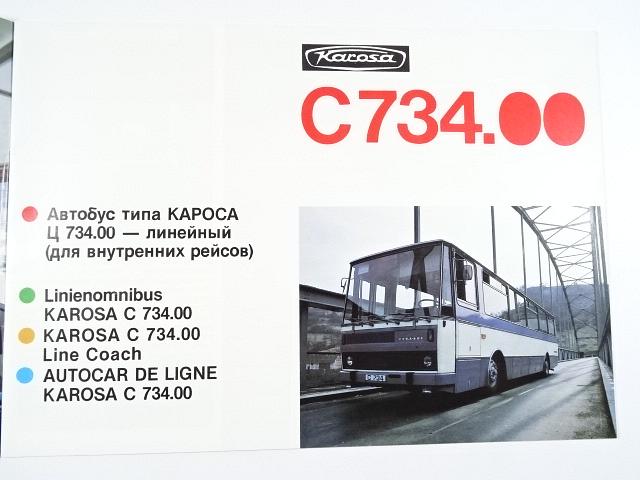 Karosa
C734.00
Автобус типа КАРОСА
Ц 734.00 — линейный
(для внутренних рейсов)
Linienomnibus
KAROSA C 734.00
KAROSA C 734.00
Line Coach
AUTOCAR DE LIGNE
KAROSA C 734.00
C 734